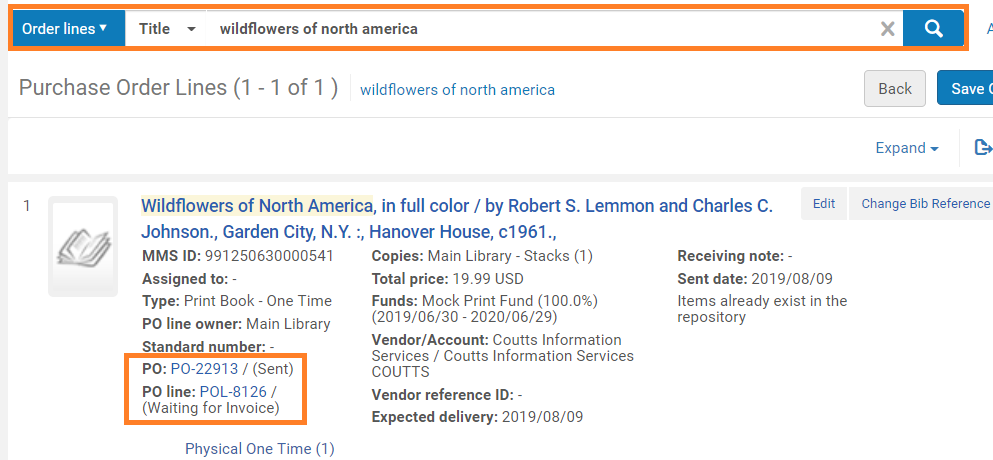 Order lines Title wildflowers of north america
Purchase Order Lines (1 - 1 of 1 ) wildflowers of north america Back Save
Expand
1
Wildflowers of North America, in full color / by Robert S. Lemmon and Charles C.
Johnson., Garden City, N.Y. :, Hanover House, c1961.,
Edit Change Bib Reference
MMS ID: 991250630000541
Assigned to: -
Type: Print Book - One Time
PO line owner: Main Library
Standard number: -
PO: PO-22913 / (Sent)
PO line: POL-8126 /
(Waiting for Invoice)
Copies: Main Library - Stacks (1)
Total price: 19.99 USD
Funds: Mock Print Fund (100.0%)
(2019/06/30 - 2020/06/29)
Vendor/Account: Coutts Information
Services / Coutts Information Services
COUTTS
Vendor reference ID: -
Expected delivery: 2019/08/09
Receiving note: -
Sent date: 2019/08/09
Items already exist in the
repository
Physical One Time (1)